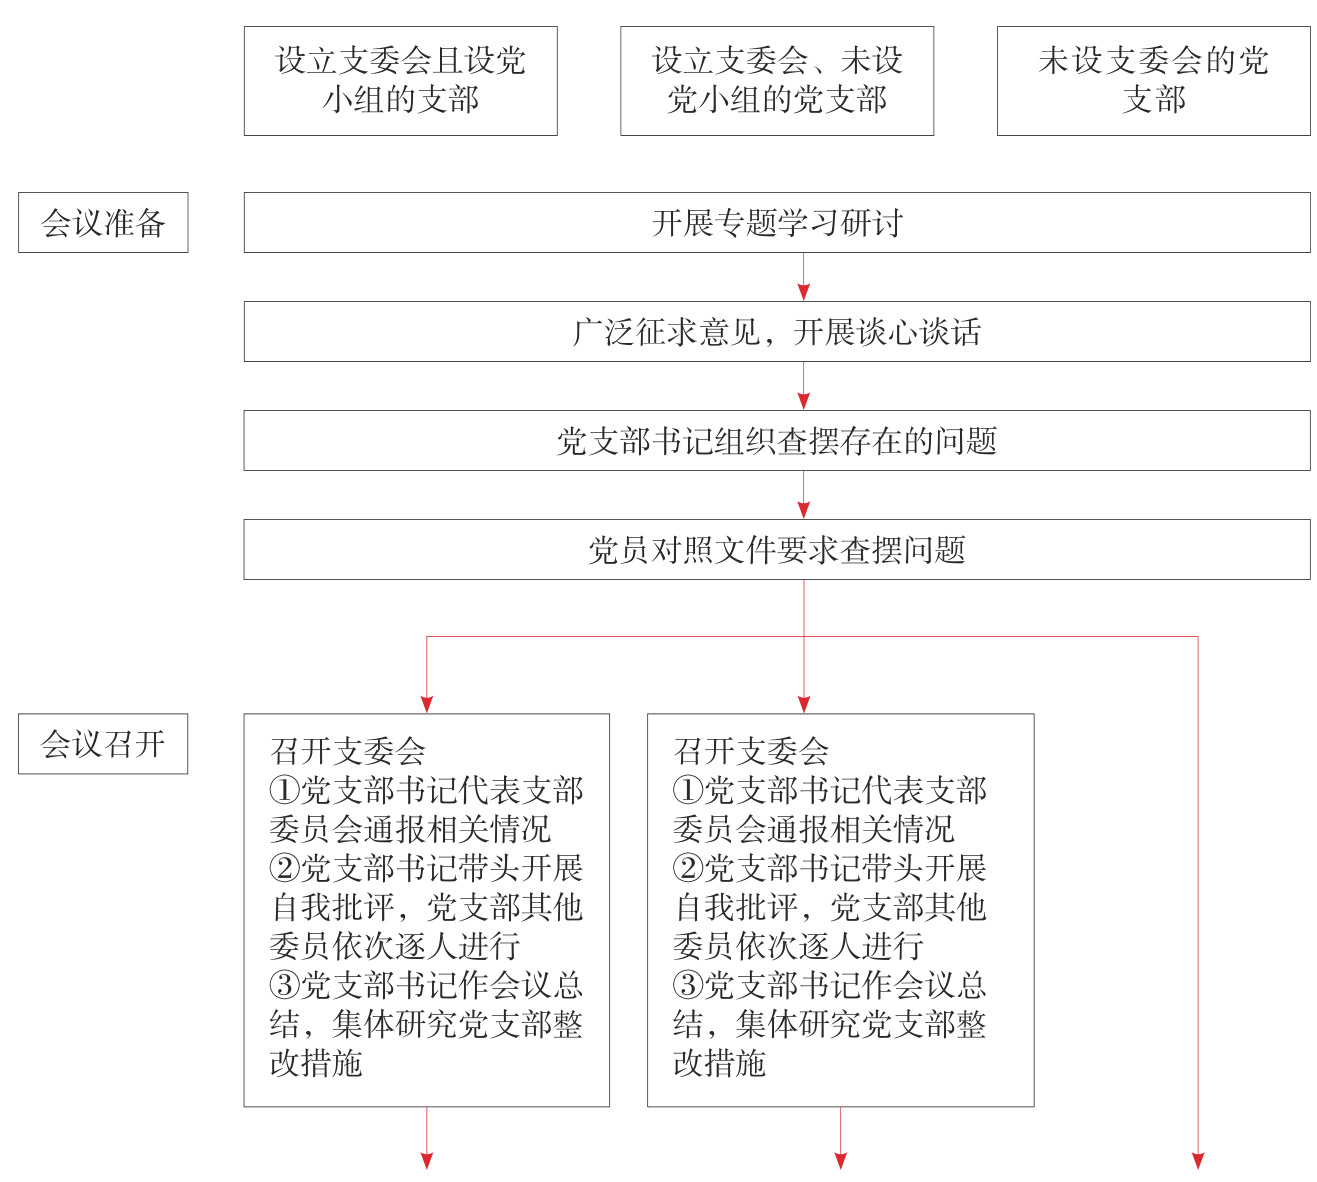 设立支委会且设党
小组的支部
设立支委会、未设
党小组的党支部
未设支委会的党
支部
会议准备
开展专题学习研讨
广泛征求意见，开展谈心谈话
党支部书记组织查摆存在的问题
党员对照文件要求查摆问题
会议召开
召开支委会
①党支部书记代表支部
委员会通报相关情况
②党支部书记带头开展
自我批评，党支部其他
委员依次逐人进行
③党支部书记作会议总
结，集体研究党支部整
改措施
召开支委会
①党支部书记代表支部
委员会通报相关情况
②党支部书记带头开展
自我批评，党支部其他
委员依次逐人进行
③党支部书记作会议总
结，集体研究党支部整
改措施